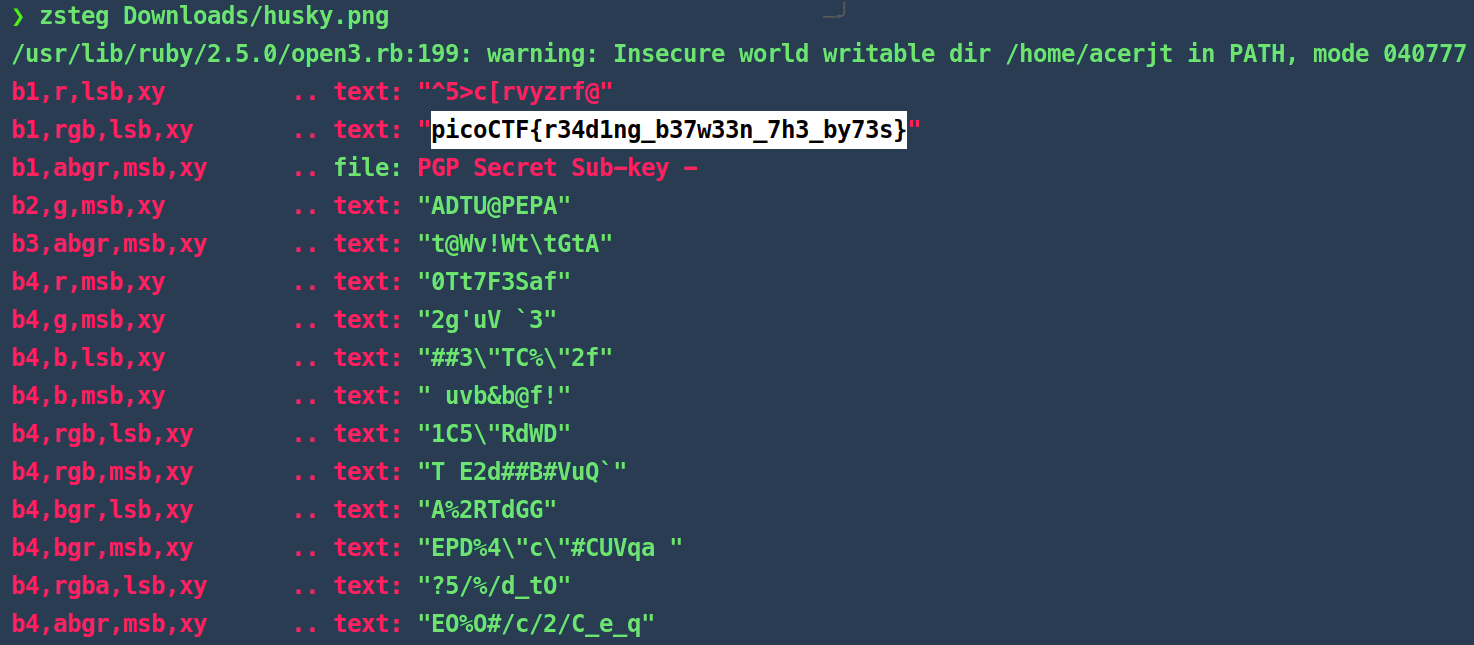 ❯ zsteg Downloads/husky.png
/usr/lib/ruby/2.5.0/open3.rb:199: warning: Insecure world writable dir /home/acerjt in PATH, mode 040777
b1,r,lsb,xy         .. text: "^5>c[rvyzrf@"
b1,rgb,lsb,xy       .. text: "picoCTF{r34d1ng_b37w33n_7h3_by73s}"
b1,abgr,msb,xy      .. file: PGP Secret Sub-key -
b2,g,msb,xy         .. text: "ADTU@PEPA"
b3,abgr,msb,xy      .. text: "t@Wv!Wt\tGtA"
b4,r,msb,xy         .. text: "0Tt7F3Saf"
b4,g,msb,xy         .. text: "2g'uV `3"
b4,b,lsb,xy         .. text: "##3\"TC%\"2f"
b4,b,msb,xy         .. text: " uvb&b@f!"
b4,rgb,lsb,xy       .. text: "1C5\"RdWD"
b4,rgb,msb,xy       .. text: "T E2d##B#VuQ`"
b4,bgr,lsb,xy       .. text: "A%2RTdGG"
b4,bgr,msb,xy       .. text: "EPD%4\"c\"#CUVqa "
b4,rgba,lsb,xy      .. text: "?5/%/d_tO"
b4,abgr,msb,xy      .. text: "EO%O#/c/2/C_e_q"